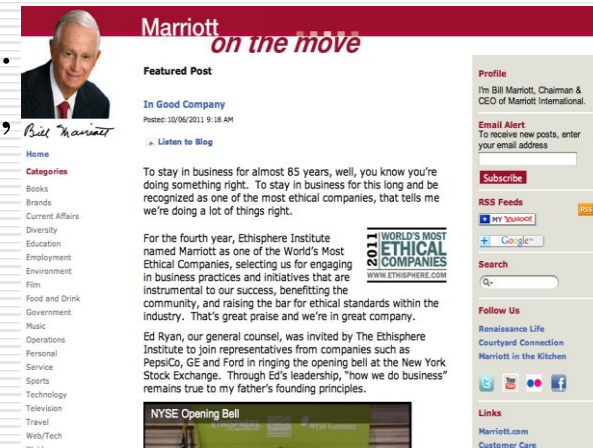 Marriott
on the move
Bill Marriott
Home
Categories
Books
Brands
Current Affairs
Diversity
Education
Employment
Environment
Film
Food and Drink
Government
Music
Operations
Personal
Service
Sports
Technology
Television
Travel
Web/Tech
Featured Post
In Good Company
Posted:10/06/2011 9:18 AM
Listen to Blog
To stay in business for almost 85 years, well, you know you're
doing something right. To stay in business for this long and be
recognized as one of the most ethical companies, that tells me
we're doing a lot of things right.
For the fourth year, Ethisphere Institute
named Marriott as one of the World's Most
Ethical Companies, selecting us for engaging
in business practices and initiatives that are
instrumental to our success, benefitting the
community, and raising the bar for ethical standards within the
industry. That's great praise and we're in great company.
2011 WORLD'S MOST
ETHICAL
COMPANIES
WWW.ETHISPHERE.COM
Ed Ryan, our general counsel, was invited by The Ethisphere
Institute to join representatives from companies such as
PepsiCo, GE and Ford in ringing the opening bell at the New York
Stock Exchange. Through Ed's leadership, "how we do business"
remains true to my father's founding principles.
NYSE Opening Bell
Profile
I'm Bill Marriott, Chairman &
CEO of Marriott International.
Email Alert
To receive new posts, enter
your email address
Subscribe
RSS Feeds
RSS
+ MY YAHOO!
+ Google
Search
Follow Us
Renaissance Life
Courtyard Connection
Marriott in the Kitchen
Links
Marriott.com
Customer Care